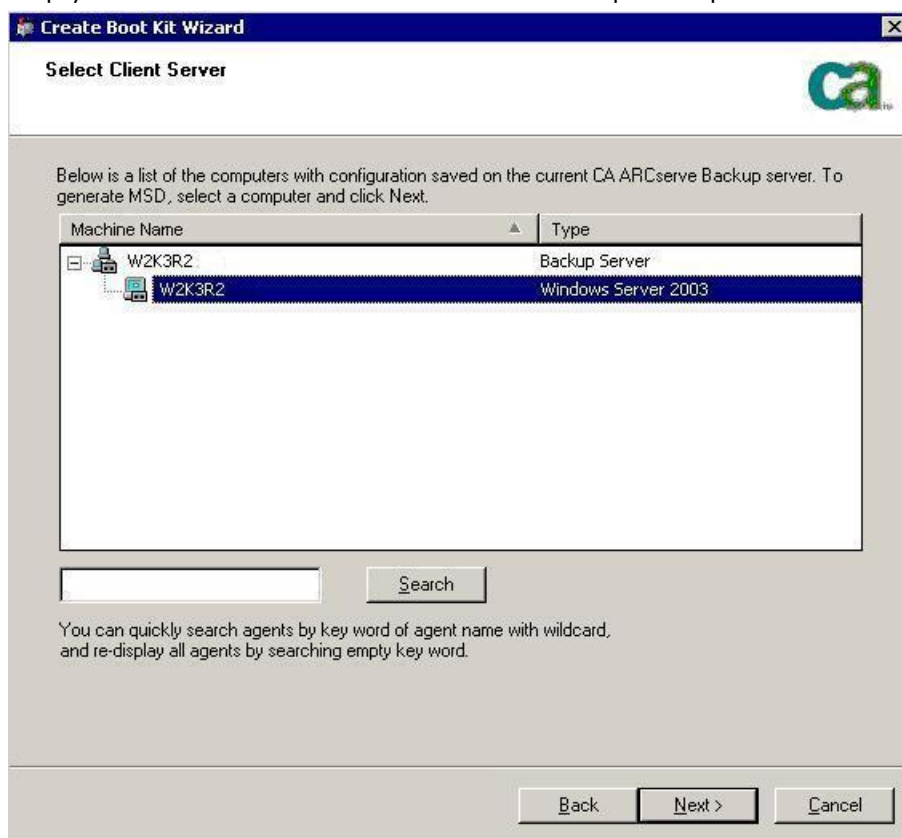 Create Boot Kit Wizard
Select Client Server
ca
Below is a list of the computers with configuration saved on the current CA ARCserve Backup server. To
generate MSD, select a computer and click Next.
Machine Name Type
W2K3R2 Backup Server
W2K3R2 Windows Server 2003
Search
You can quickly search agents by key word of agent name with wildcard,
and re-display all agents by searching empty key word.
Back Next > Cancel